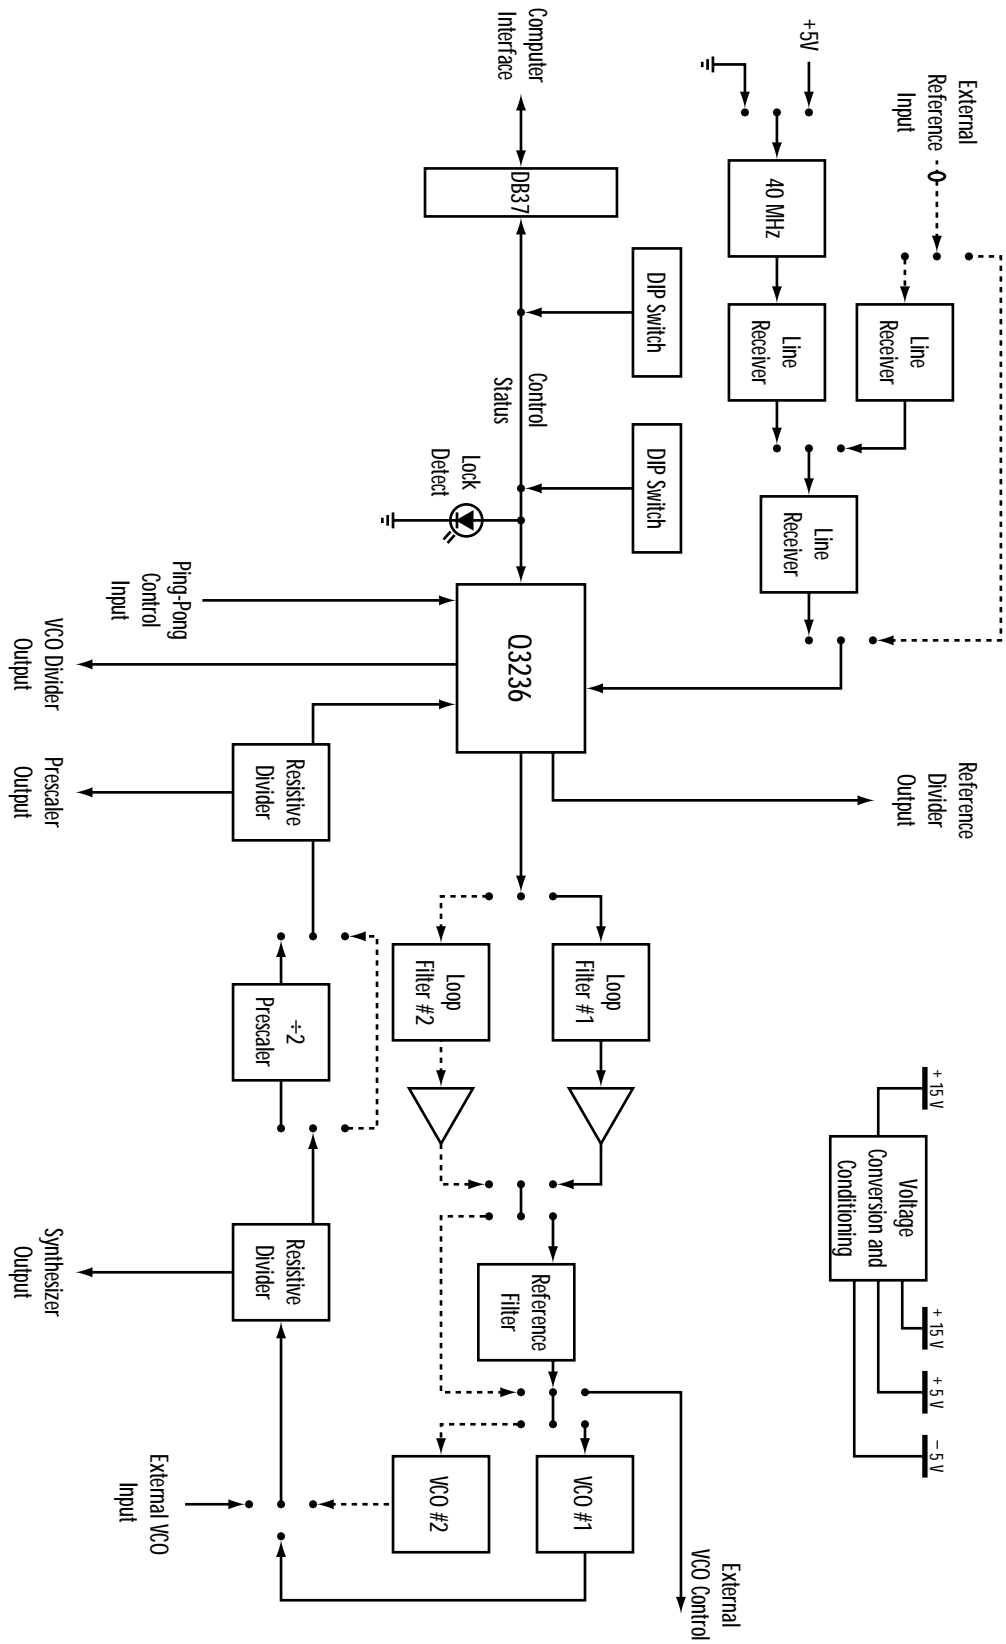 External
Reference
Input
+5V
40 MHz
Line
Receiver
Line
Receiver
Line
Receiver
Computer
Interface
DB37
DIP Switch
DIP Switch
Control
Status
Lock
Detect
Q3236
Ping-Pong
Control
Input
VCO Divider
Output
Prescaler
Output
Resistive
Divider
Reference
Divider
Output
Loop
Filter #1
Loop
Filter #2
÷2
Prescaler
Resistive
Divider
Synthesizer
Output
Reference
Filter
VCO #1
VCO #2
External VCO
Input
External
VCO Control
+ 15 V
Voltage
Conversion and
Conditioning
+ 15 V
+ 5 V
– 5 V